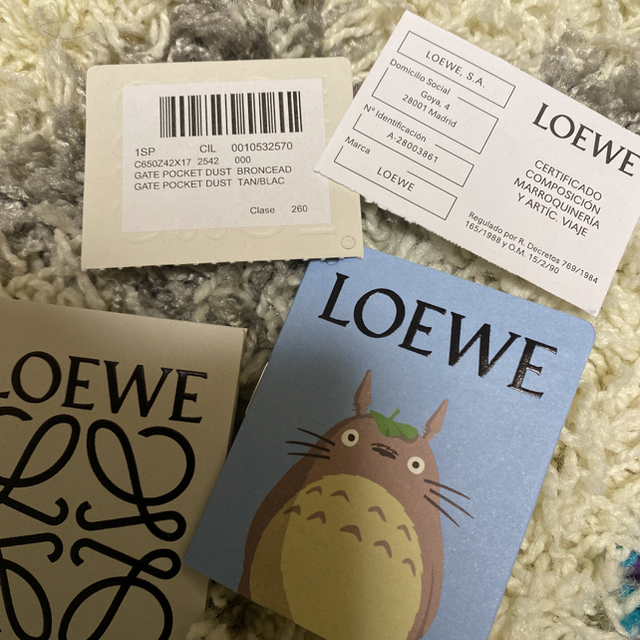 1SP CIL 0010532570
C650Z42X17 2542 000
GATE POCKET DUST BRONCEAD
GATE POCKET DUST TAN/BLAC
Clase 260
LOEWE, S.A.
Domicilio Social
Goya, 4
28001 Madrid
Nº Identificación
A-28003861
Marca
LOEWE
LOEWE
CERTIFICADO
COMPOSICIÓN
MARROQUINERÍA
Y ARTÍC. VIAJE
Regulado por R. Decretos 769/1984
165/1988 y O.M. 15/2/90
LOEWE
LOEWE